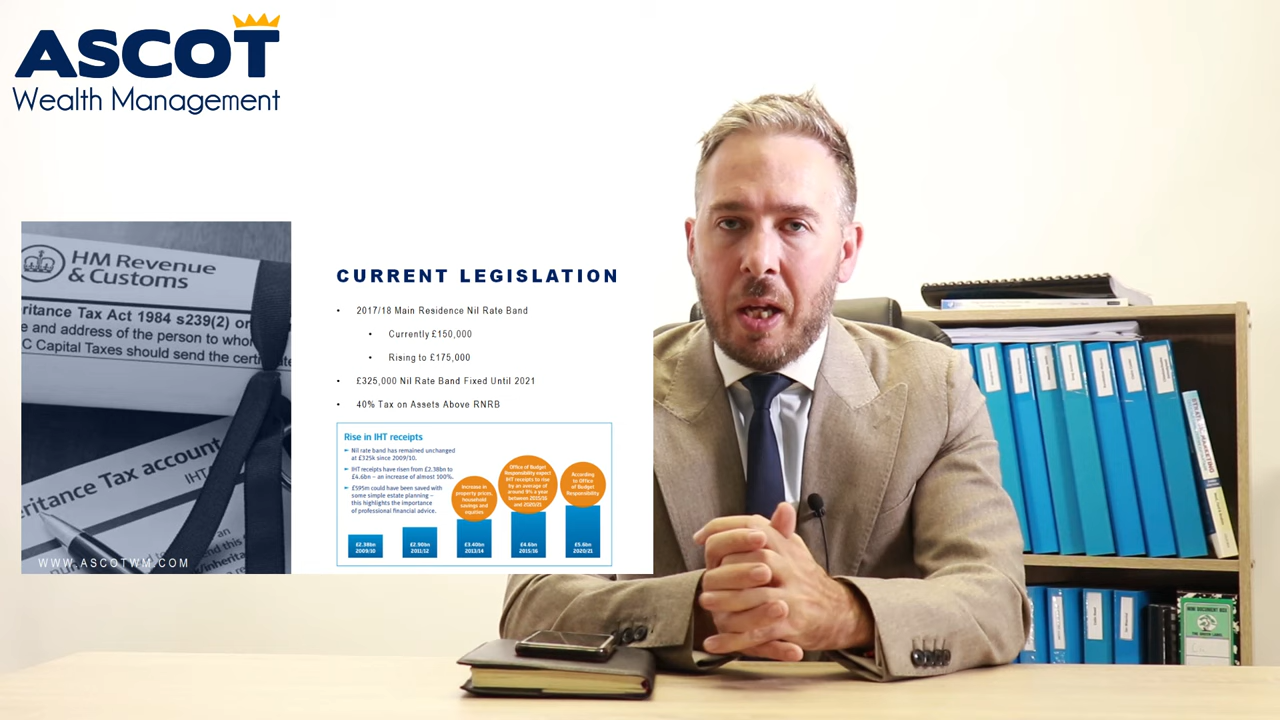 ASCOT
Wealth Management
HM Revenue
& Customs
ritance Tax Act 1984 s239(2) or
e and address of the person to whom
C Capital Taxes should send the certi
eritance Tax account
IHT
WWW.ASCOTWM.COM
CURRENT LEGISLATION
• 2017/18 Main Residence Nil Rate Band
• Currently £150,000
• Rising to £175,000
• £325,000 Nil Rate Band Fixed Until 2021
• 40% Tax on Assets Above RNRB
Rise in IHT receipts
Nil rate band has remained unchanged
at £325k since 2009/10.
IHT receipts have risen from £2.38bn to
£4.6bn – an increase of almost 100%.
£595m could have been saved with
some simple estate planning –
this highlights the importance
of professional financial advice.
Increase in
property prices,
household
savings and
equities.
Office of Budget
Responsibility expect
IHT receipts to rise
by an average of
around 8% a year
between 2015/16
and 2020/21
According
to Office
of Budget
Responsibility
£2.38bn
2009/10
£2.90bn
2011/12
£3.40bn
2013/14
£4.6bn
2015/16
£5.6bn
2020/21